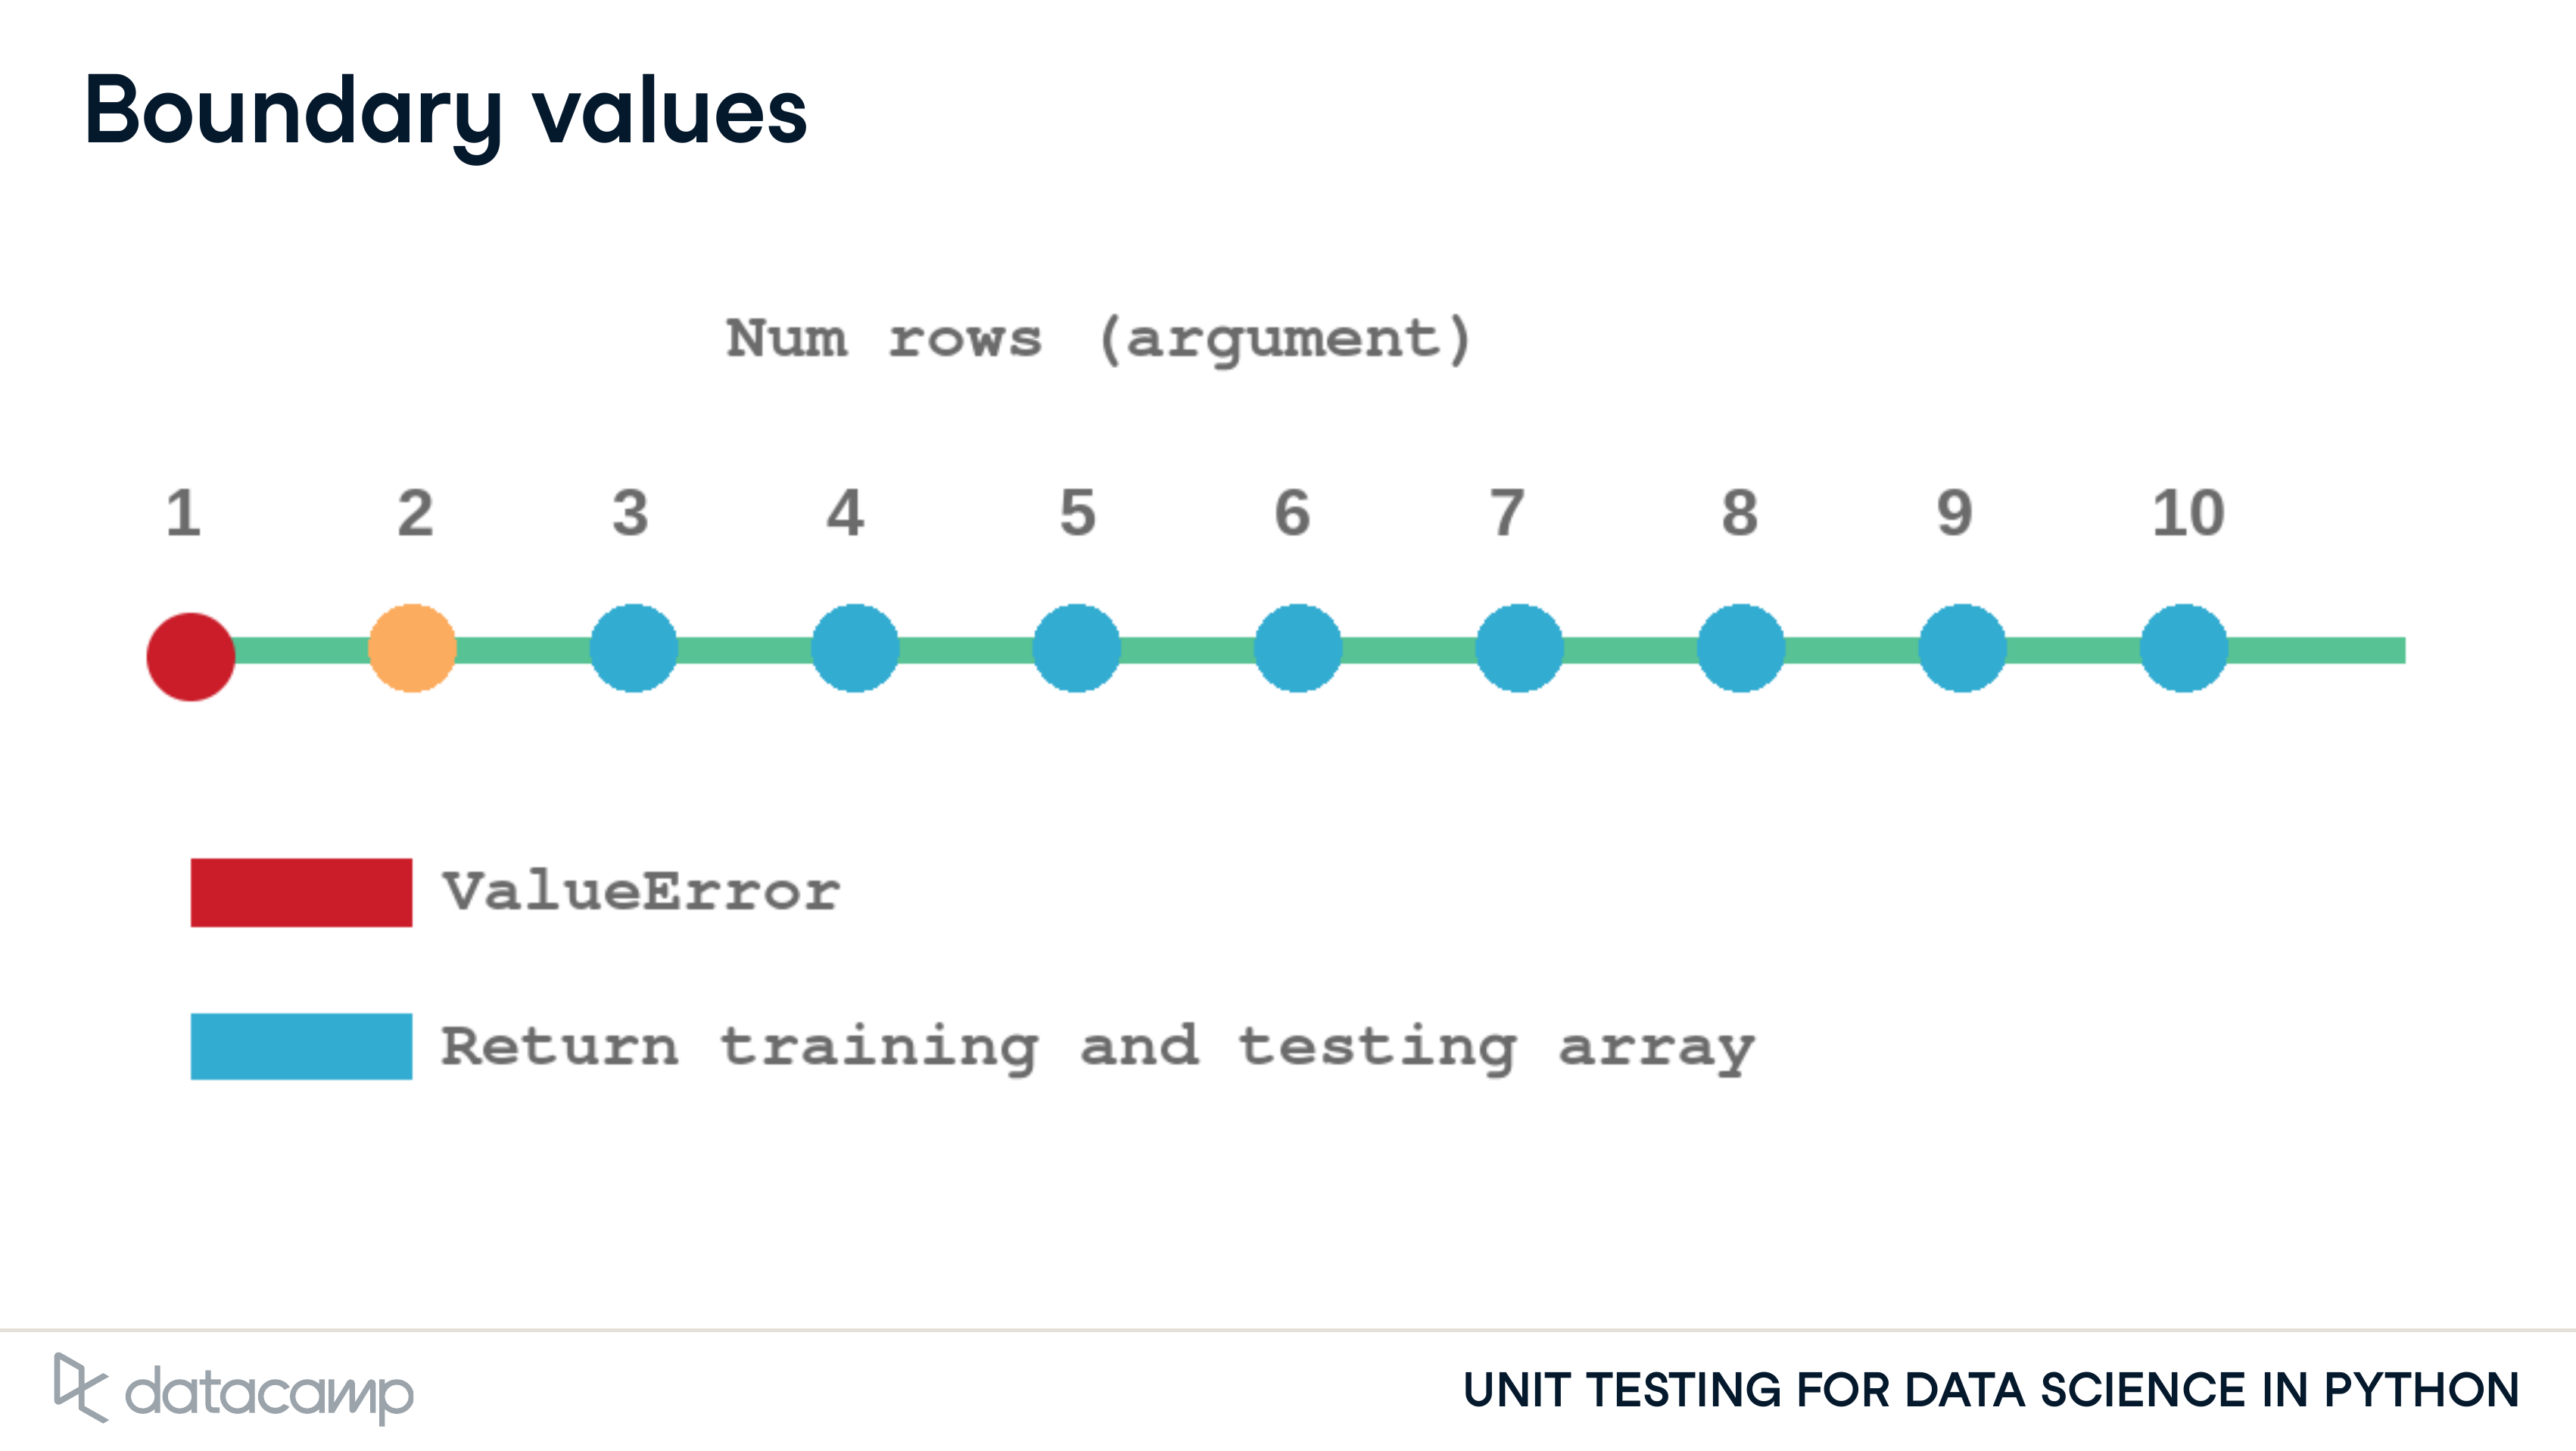 Boundary values
Num rows (argument)
1 2 3 4 5 6 7 8 9 10
ValueError
Return training and testing array
datacamp
UNIT TESTING FOR DATA SCIENCE IN PYTHON